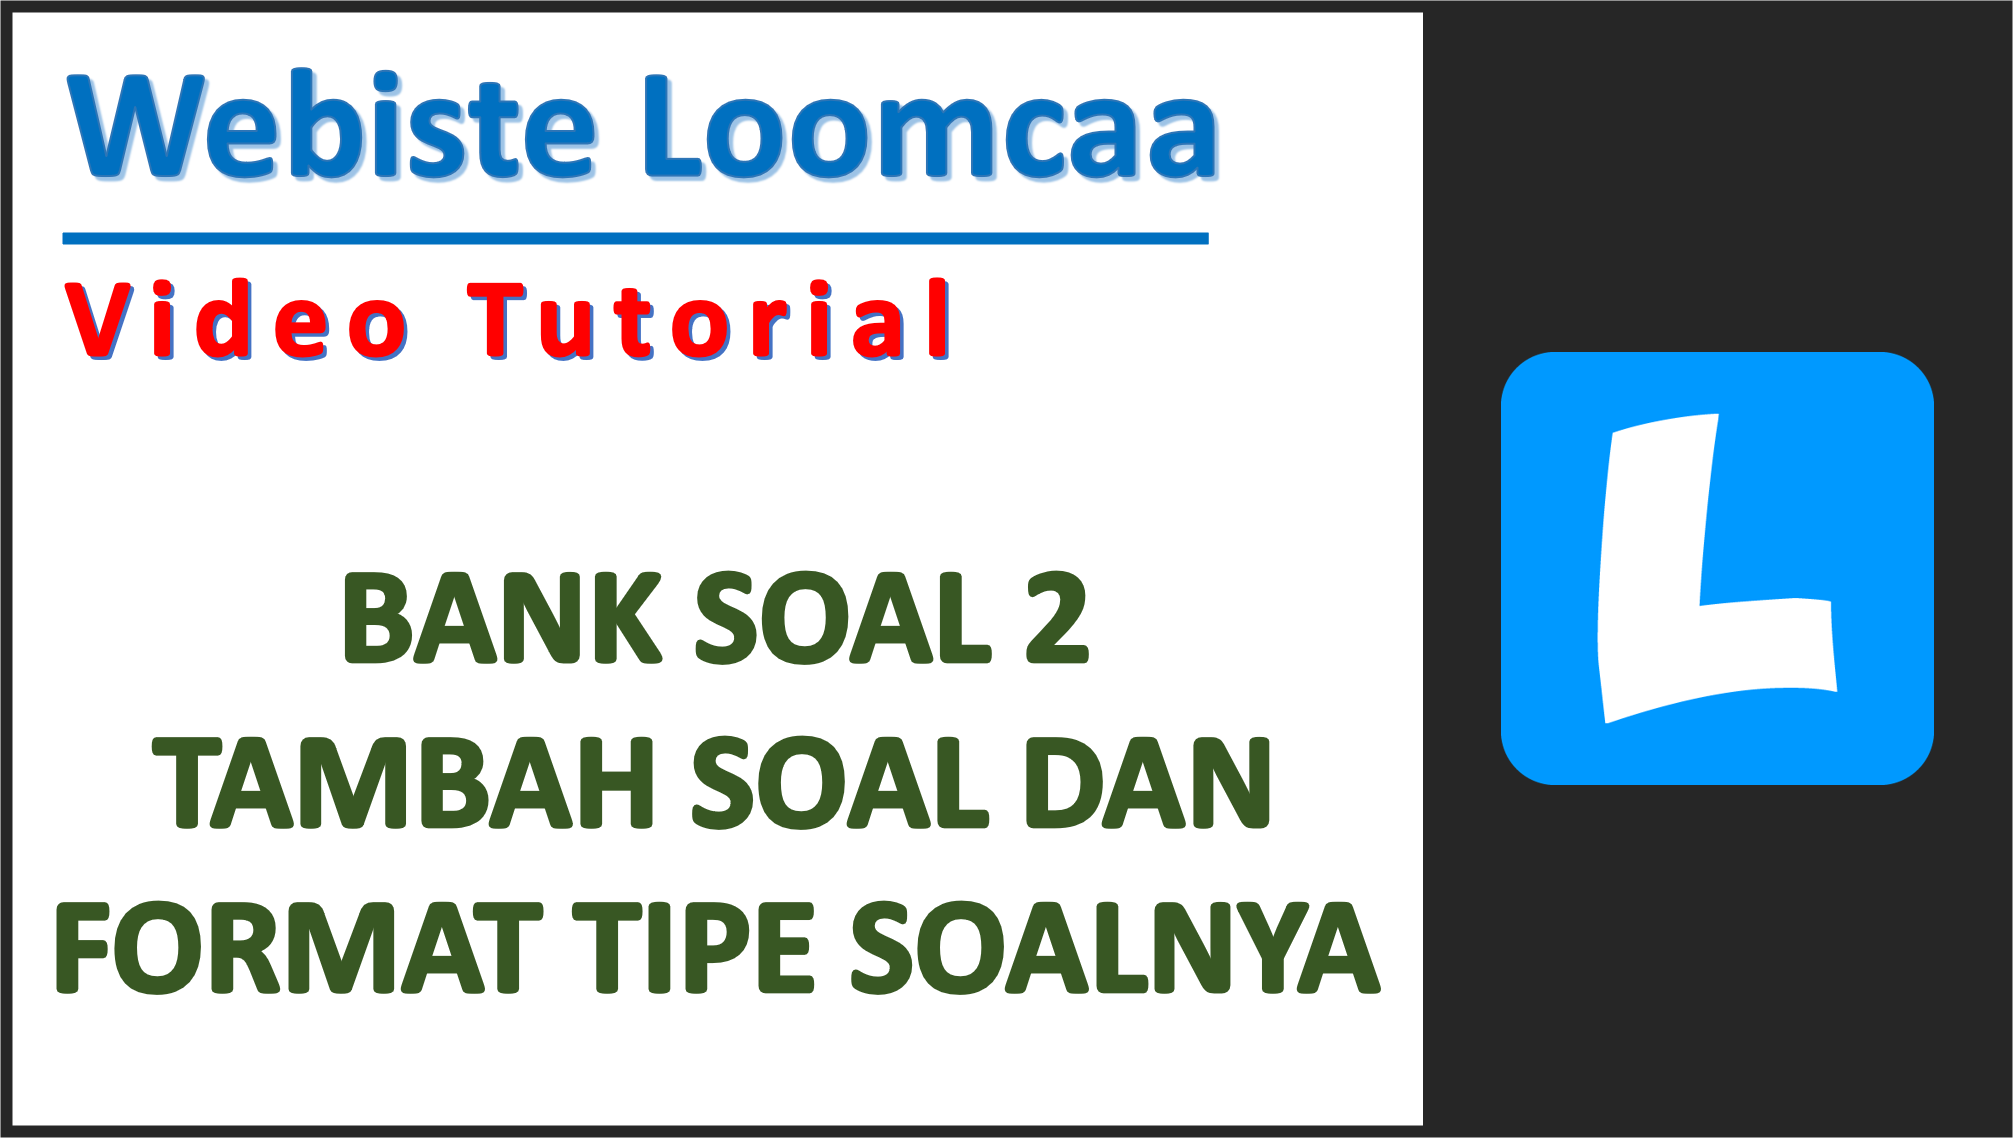 Webiste Loomcaa
Video Tutorial
BANK SOAL 2
TAMBAH SOAL DAN
FORMAT TIPE SOALNYA
L